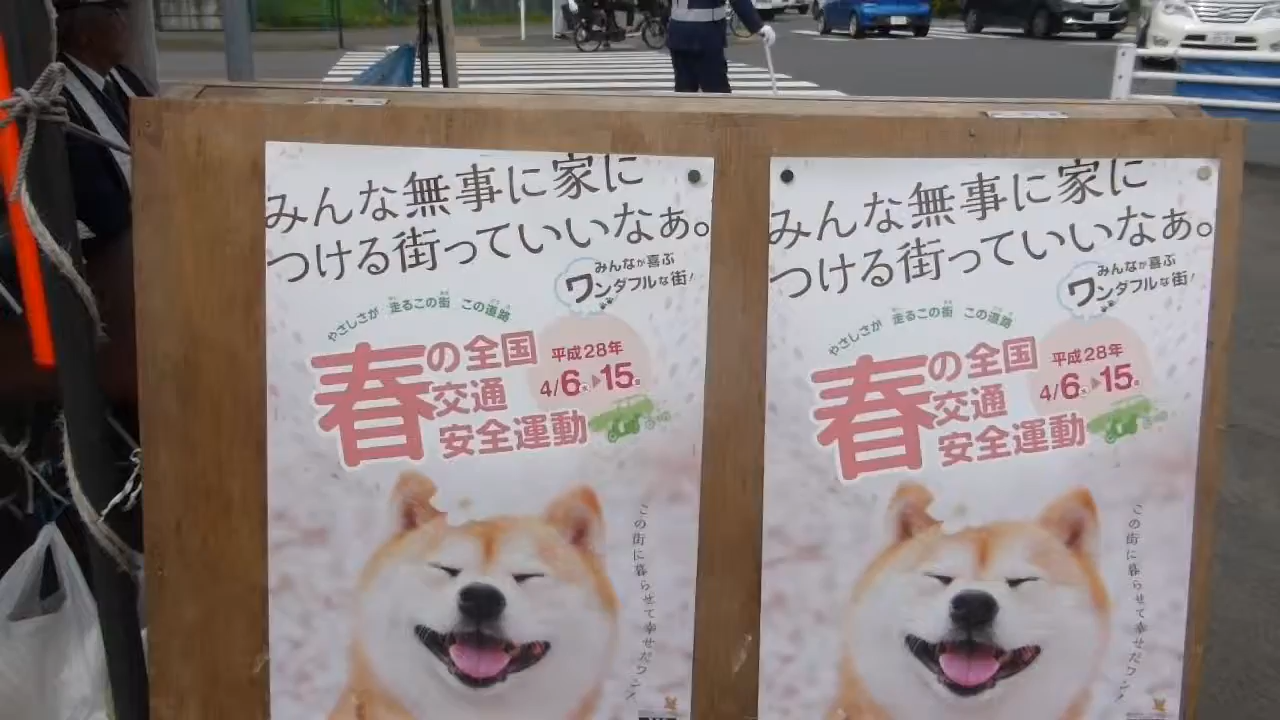 みんな無事に家に
つける街っていいなぁ。
みんなが喜ぶ
ワンダフルな街!
やさしさが 走るこの街 この道路
春の全国
交通
安全運動
平成28年
4/6 15
この街に暮らせて幸せだワン!
みんな無事に家に
つける街っていいなぁ。
みんなが喜ぶ
ワンダフルな街!
やさしさが 走るこの街 この道路
春の全国
交通
安全運動
平成28年
4/6 15
この街に暮らせて幸せだワン!